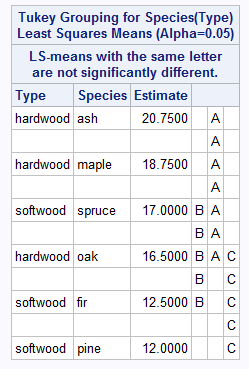 Tukey Grouping for Species(Type)
Least Squares Means (Alpha=0.05)
LS-means with the same letter
are not significantly different.
Type Species Estimate
hardwood ash 20.7500 A
A
hardwood maple 18.7500 A
A
softwood spruce 17.0000 B A
B A
hardwood oak 16.5000 B A C
B C
softwood fir 12.5000 B C
C
softwood pine 12.0000 C